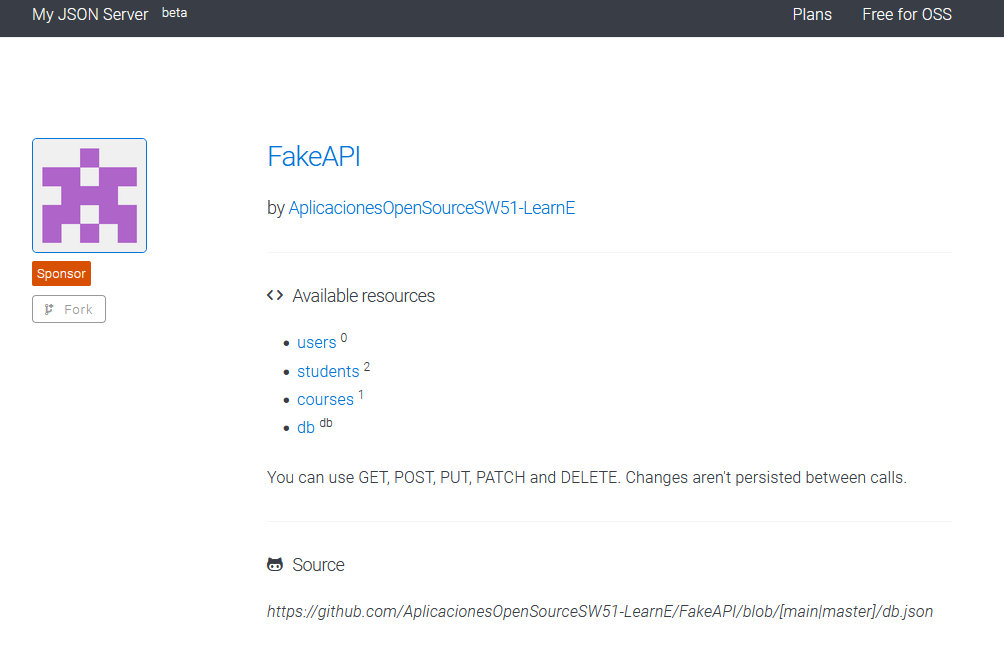 My JSON Server beta Plans Free for OSS
FakeAPI
by AplicacionesOpenSourceSW51-LearnE
Sponsor
Fork
Available resources
users 0
students 2
courses 1
db db
You can use GET, POST, PUT, PATCH and DELETE. Changes aren't persisted between calls.
Source
https://github.com/AplicacionesOpenSourceSW51-LearnE/FakeAPI/blob/[main|master]/db.json